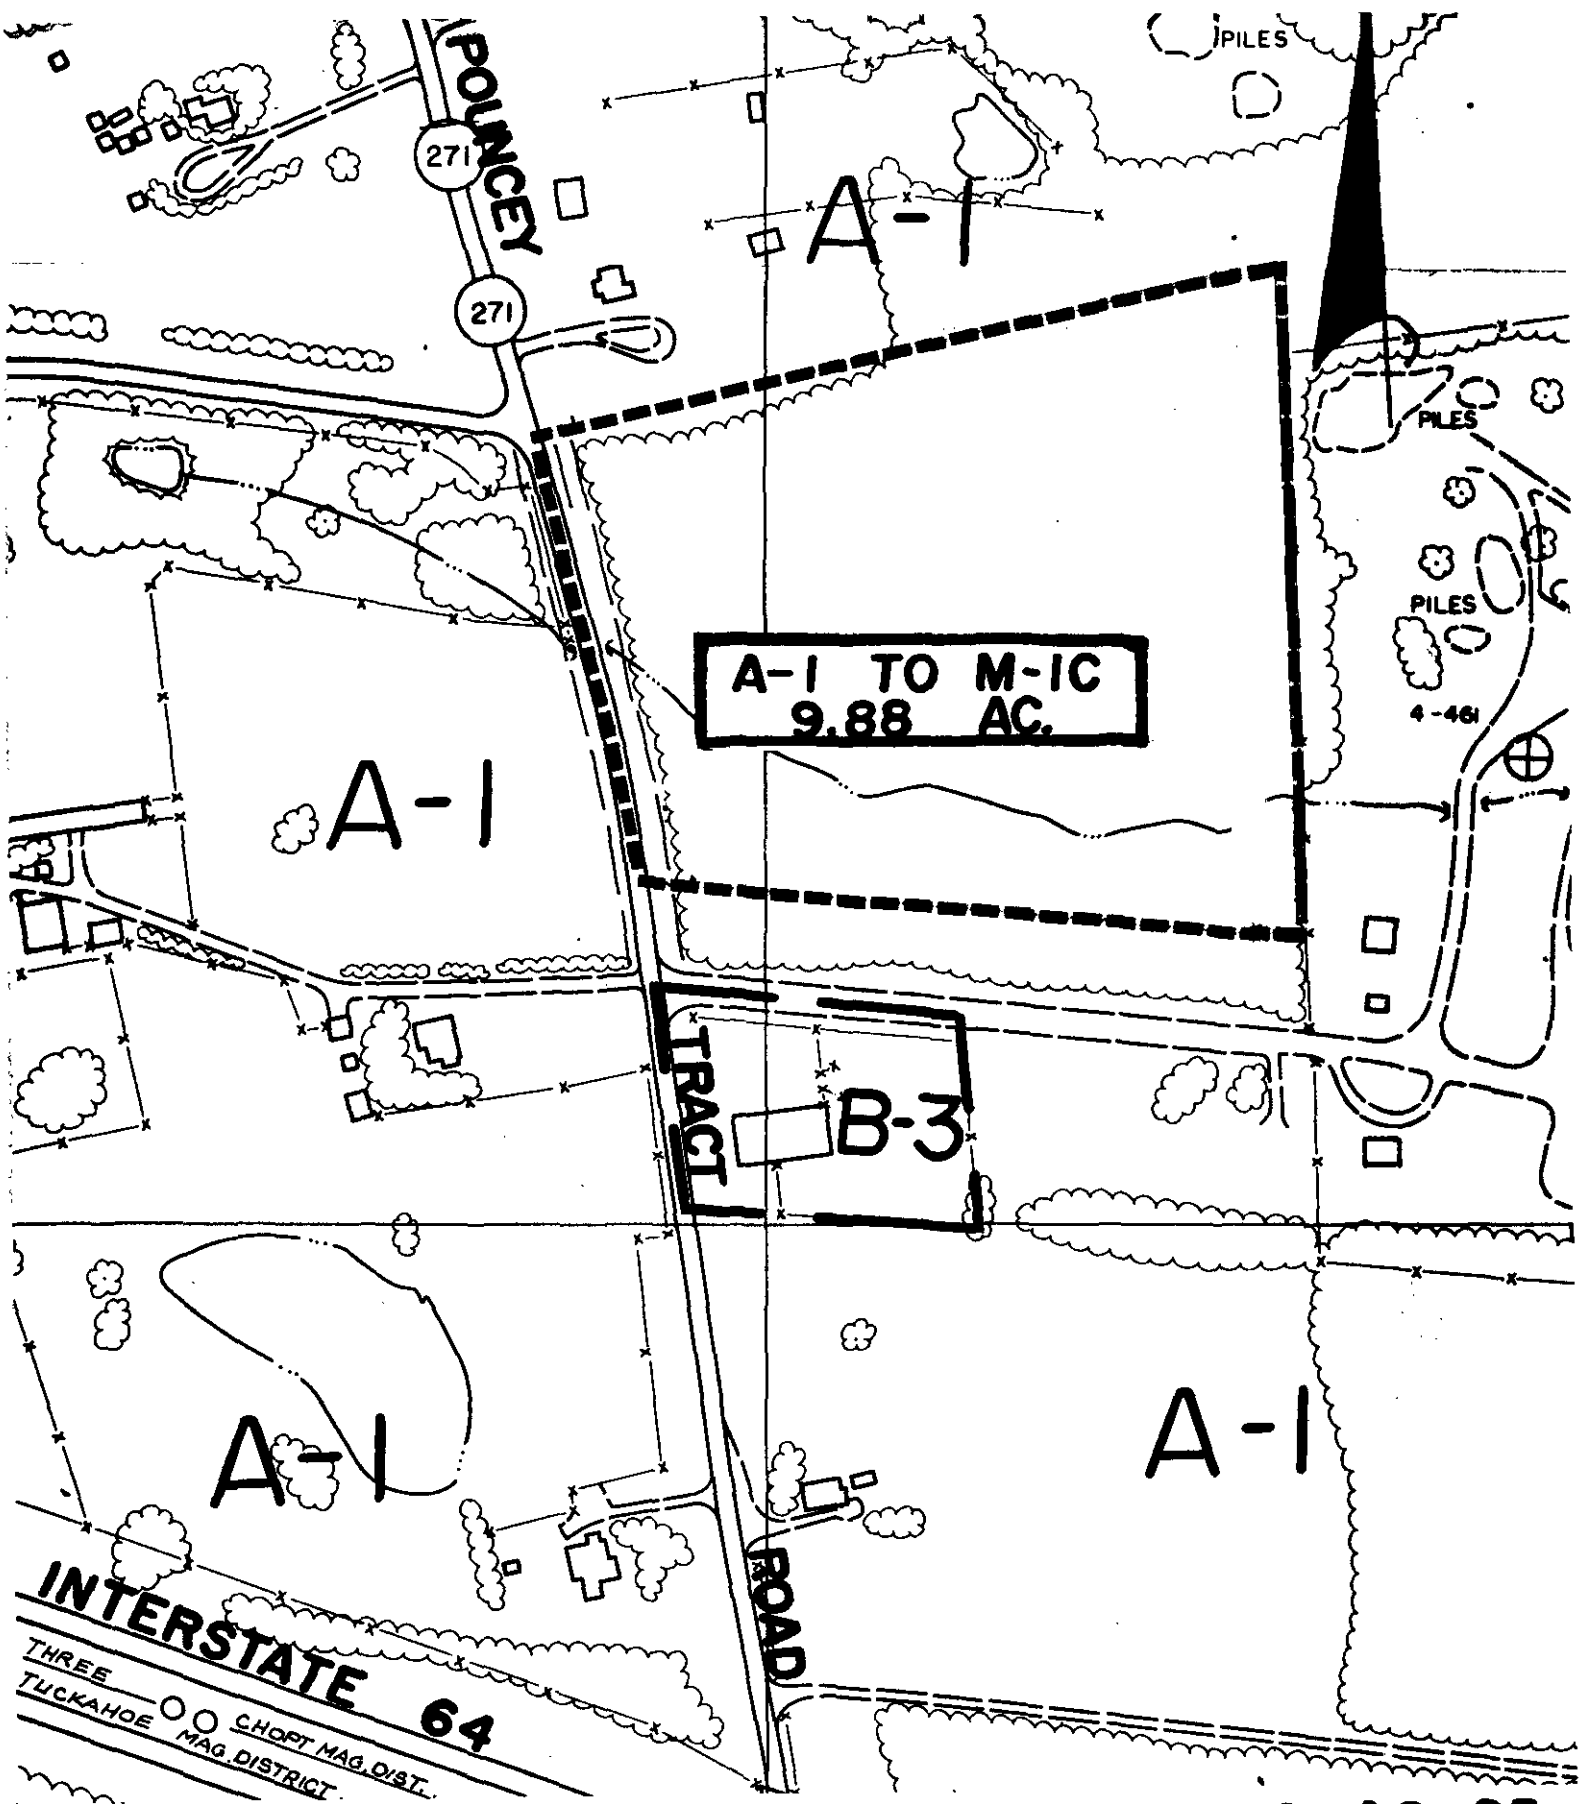 PILES
POUNCEY
271
A-1
271
PILES
A-1 TO M-1C
9.88 AC.
PILES
4-461
A-1
TRACT
B-3
A-1
A-1
ROAD
INTERSTATE 64
THREE CHOPT MAG. DIST.
TUCKAHOE MAG. DISTRICT